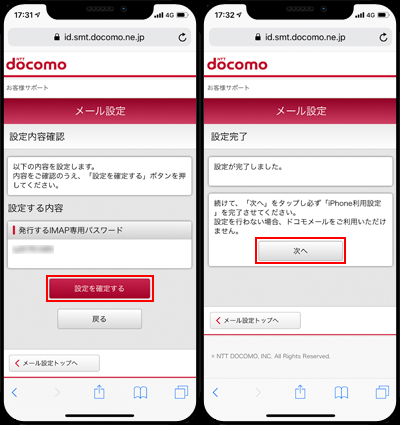 17:31
4G
id.smt.docomo.ne.jp
NTT
döcomo
お客様サポート
メール設定
設定内容確認
以下の内容を設定します。
内容をご確認のうえ、「設定を確定する」ボタンを押
してください。
設定する内容
発行するIMAP専用パスワード
設定を確定する
戻る
メール設定トップへ
17:32
4G
id.smt.docomo.ne.jp
NTT
döcomo
お客様サポート
メール設定
設定完了
設定が完了しました。
続けて、「次へ」をタップし必ず「iPhone利用設定
」を完了させてください。
設定を行わない場合、ドコモメールをご利用いただけ
ません。
次へ
メール設定トップへ
© NTT DOCOMO, INC. All Rights Reserved.